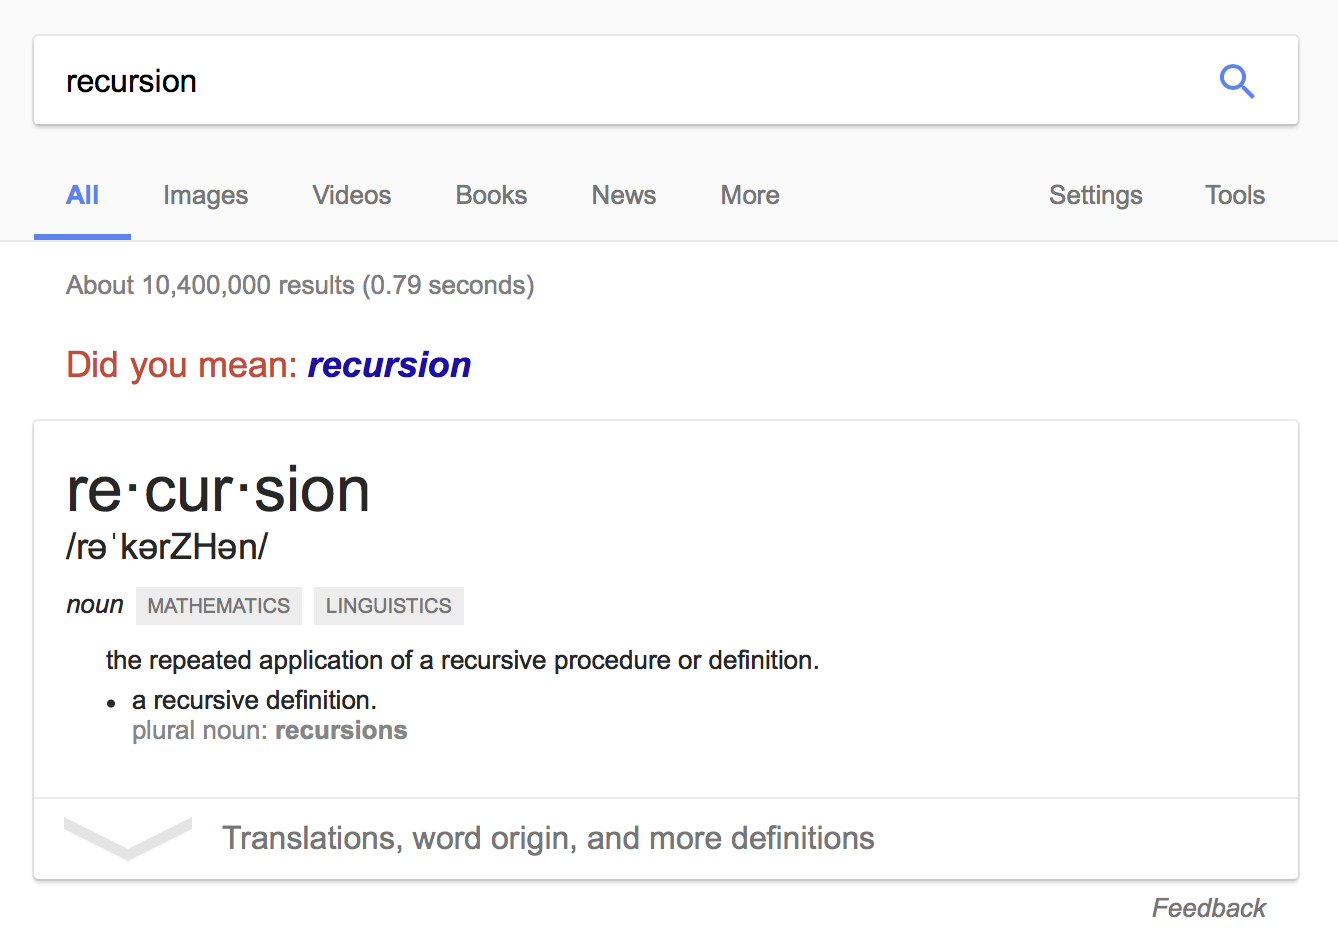 recursion
All Images Videos Books News More Settings Tools
About 10,400,000 results (0.79 seconds)
Did you mean: recursion
re·cur·sion
/rəˈkərZHən/
noun MATHEMATICS LINGUISTICS
the repeated application of a recursive procedure or definition.
• a recursive definition.
plural noun: recursions
Translations, word origin, and more definitions
Feedback